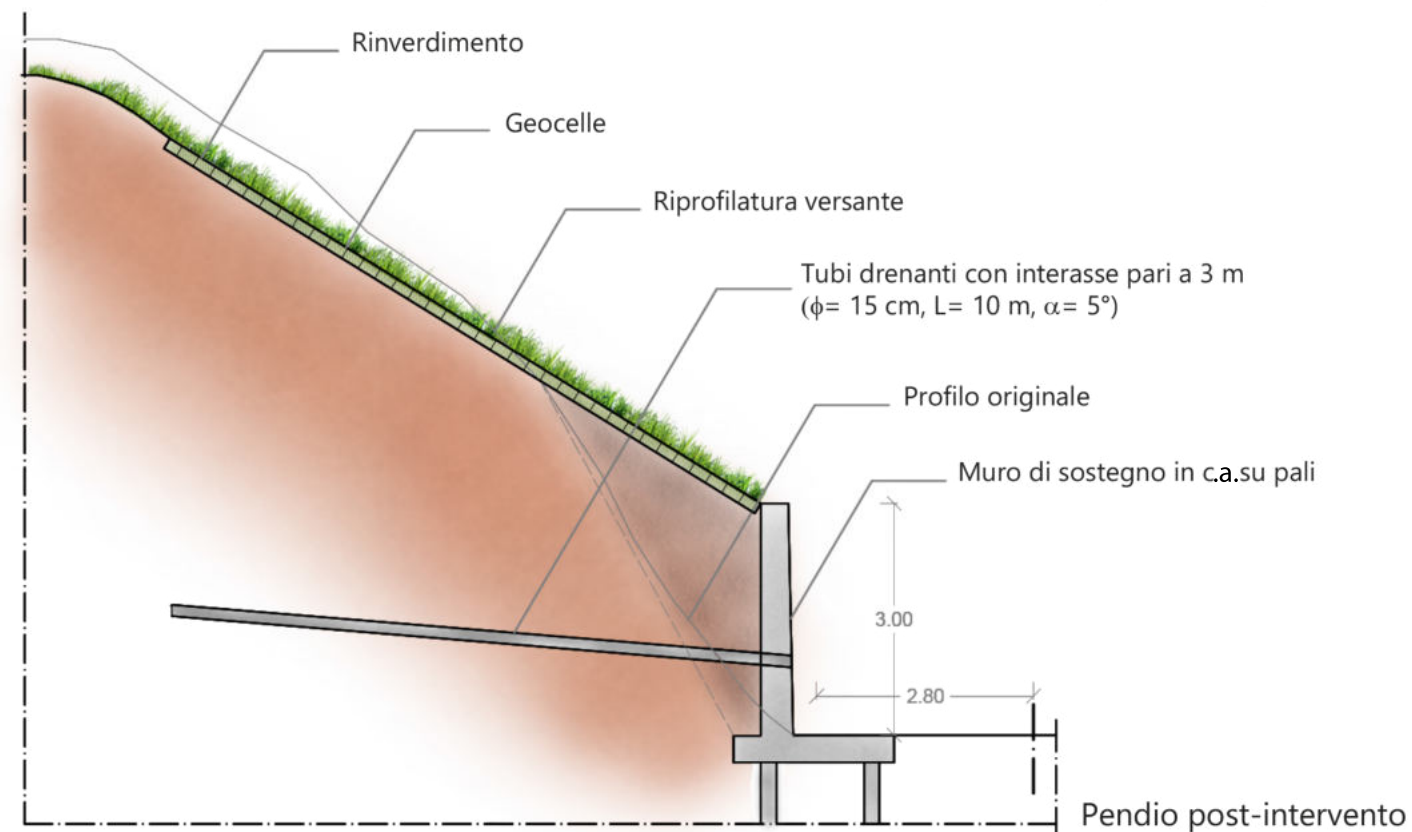 Rinverdimento
Geocelle
Riprofilatura versante
Tubi drenanti con interasse pari a 3 m
(ϕ= 15 cm, L= 10 m, α= 5°)
Profilo originale
Muro di sostegno in c.a.su pali
3.00
2.80
Pendio post-intervento